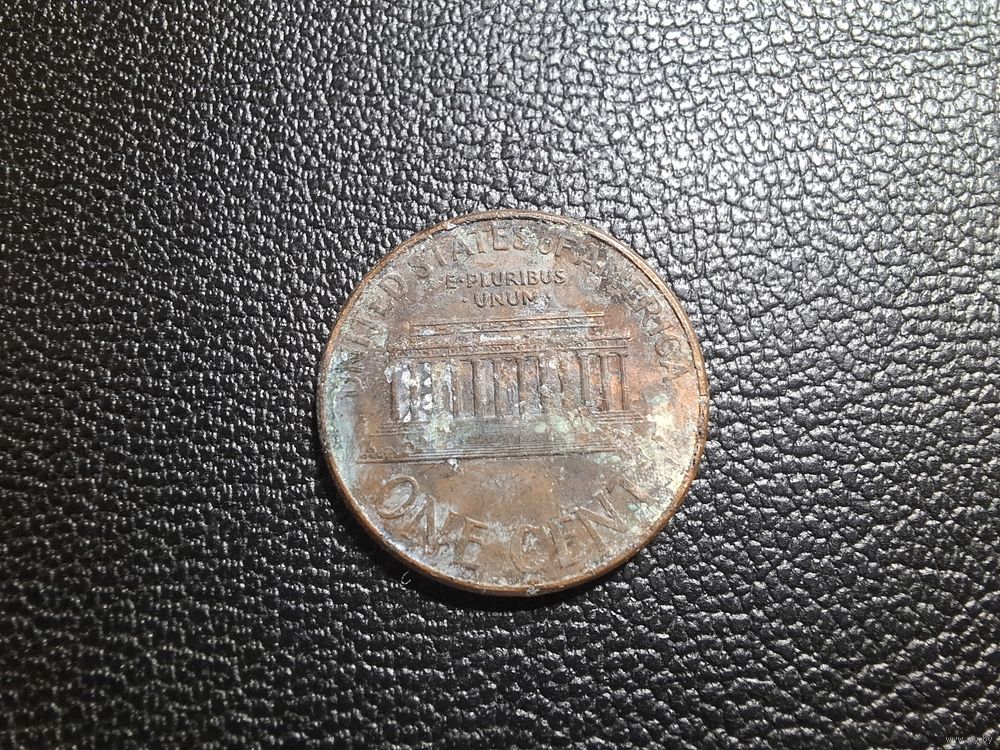 UNITED STATES OF AMERICA
E·PLURIBUS
·UNUM·
ONE CENT